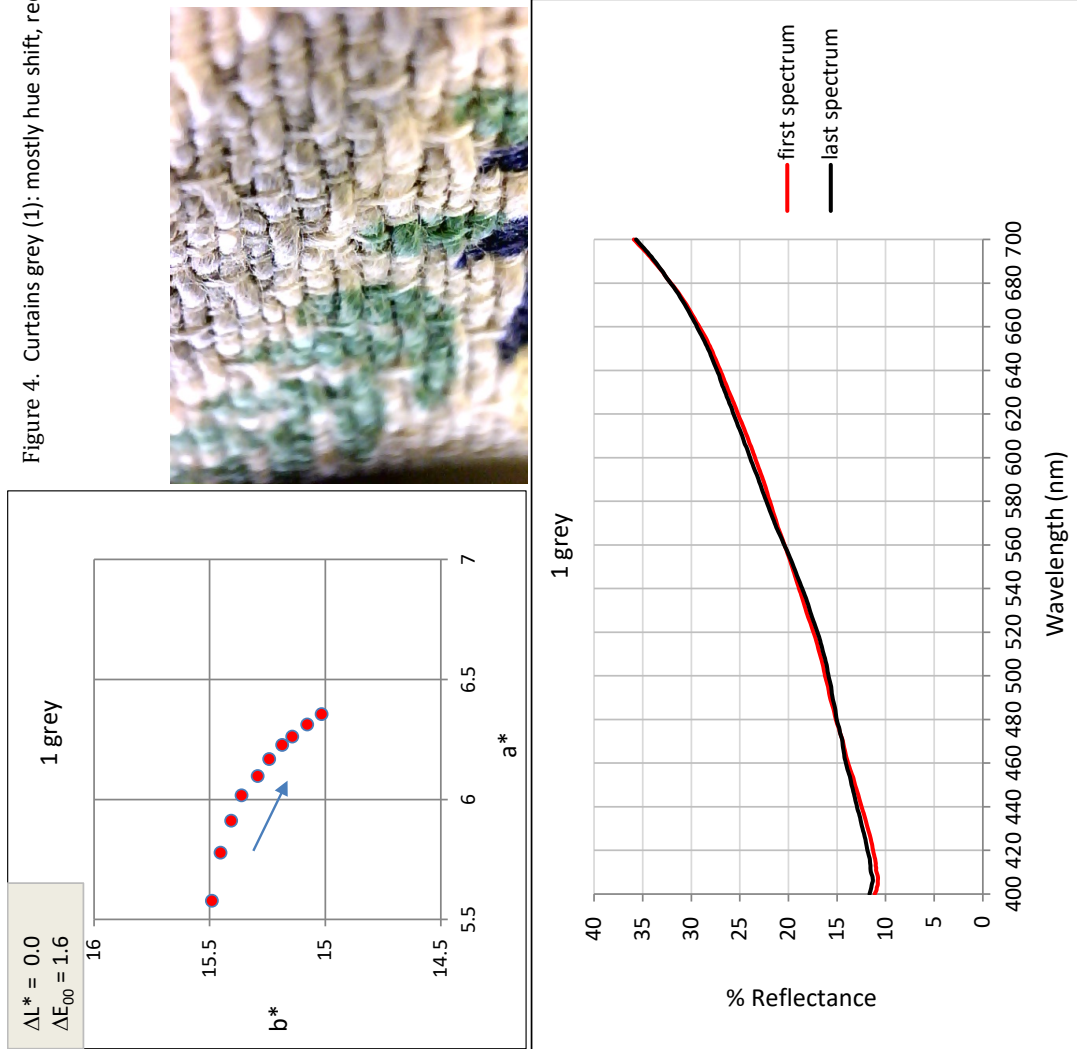 Figure 4.  Curtains grey (1): mostly hue shift,
1 grey
ΔL* =  0.0
ΔE00 = 1.6
16
15.5
15
14.5
b*
5.5
6
6.5
7
a*
1 grey
40
35
30
25
20
15
10
5
0
% Reflectance
400 420 440 460 480 500 520 540 560 580 600 620 640 660 680 700
Wavelength (nm)
first spectrum
last spectrum